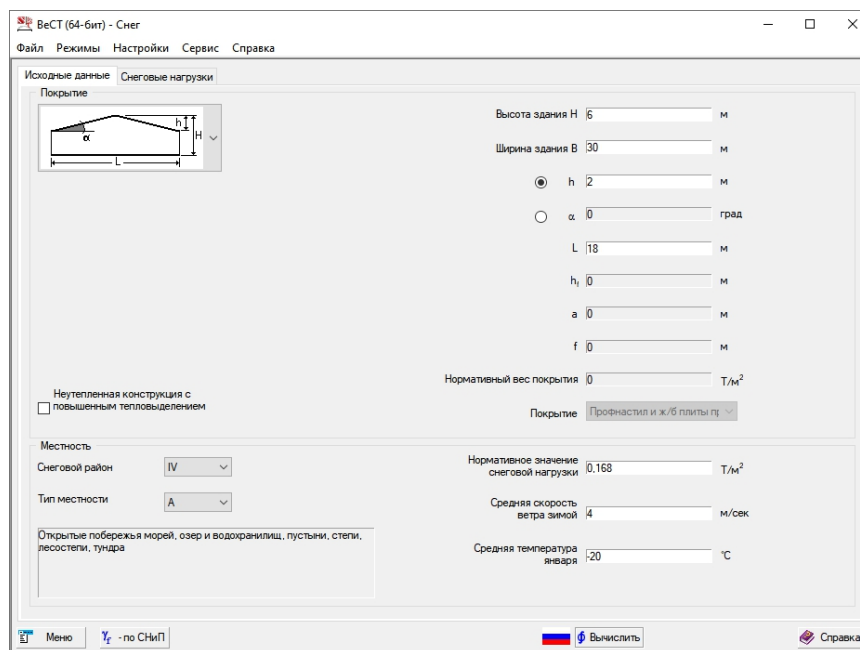 ВеСТ (64-бит) - Снег
Файл Режимы Настройки Сервис Справка
Исходные данные Снеговые нагрузки
Покрытие
h
H
α
L
Высота здания H 6 м
Ширина здания B 30 м
h 2 м
α 0 град
L 18 м
h_f 0 м
a 0 м
f 0 м
Нормативный вес покрытия 0 Т/м²
Неутепленная конструкция с
повышенным тепловыделением
Покрытие Профнастил и ж/б плиты пр
Местность
Снеговой район IV
Тип местности A
Открытые побережья морей, озер и водохранилищ, пустыни, степи,
лесостепи, тундра
Нормативное значение
снеговой нагрузки 0,168 Т/м²
Средняя скорость
ветра зимой 4 м/сек
Средняя температура
января -20 °C
Меню γf - по СНиП Вычислить Справка